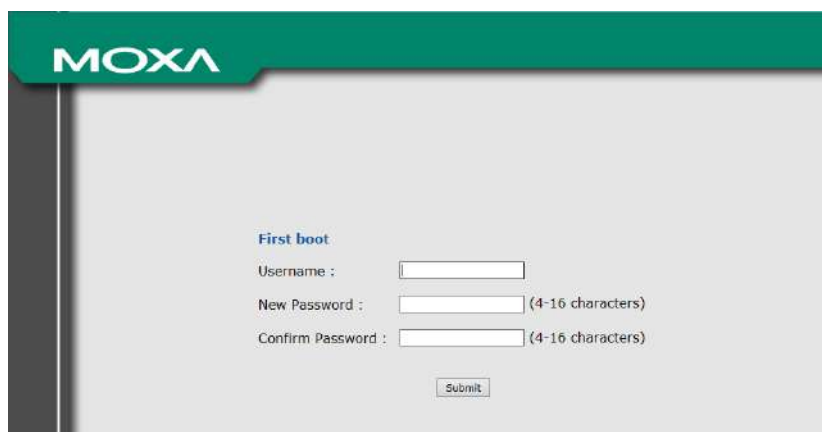 MOXA
First boot
Username :
New Password : (4-16 characters)
Confirm Password : (4-16 characters)
Submit